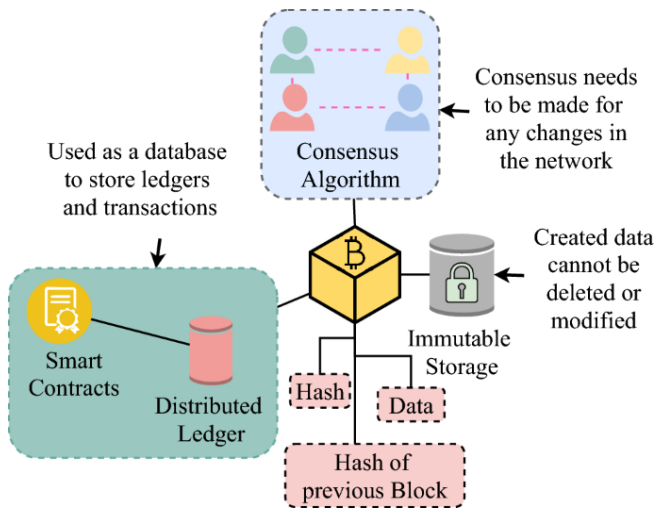 Consensus
Algorithm
Consensus needs
to be made for
any changes in
the network
Used as a database
to store ledgers
and transactions
Created data
cannot be
deleted or
modified
Immutable
Storage
Smart
Contracts
Distributed
Ledger
Hash
Data
Hash of
previous Block